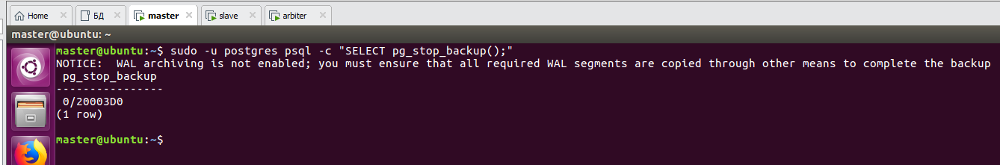 Home БД master slave arbiter
master@ubuntu: ~
master@ubuntu:~$ sudo -u postgres psql -c "SELECT pg_stop_backup();"
NOTICE:  WAL archiving is not enabled; you must ensure that all required WAL segments are copied through other means to complete the backup
 pg_stop_backup
----------------
 0/20003D0
(1 row)
master@ubuntu:~$